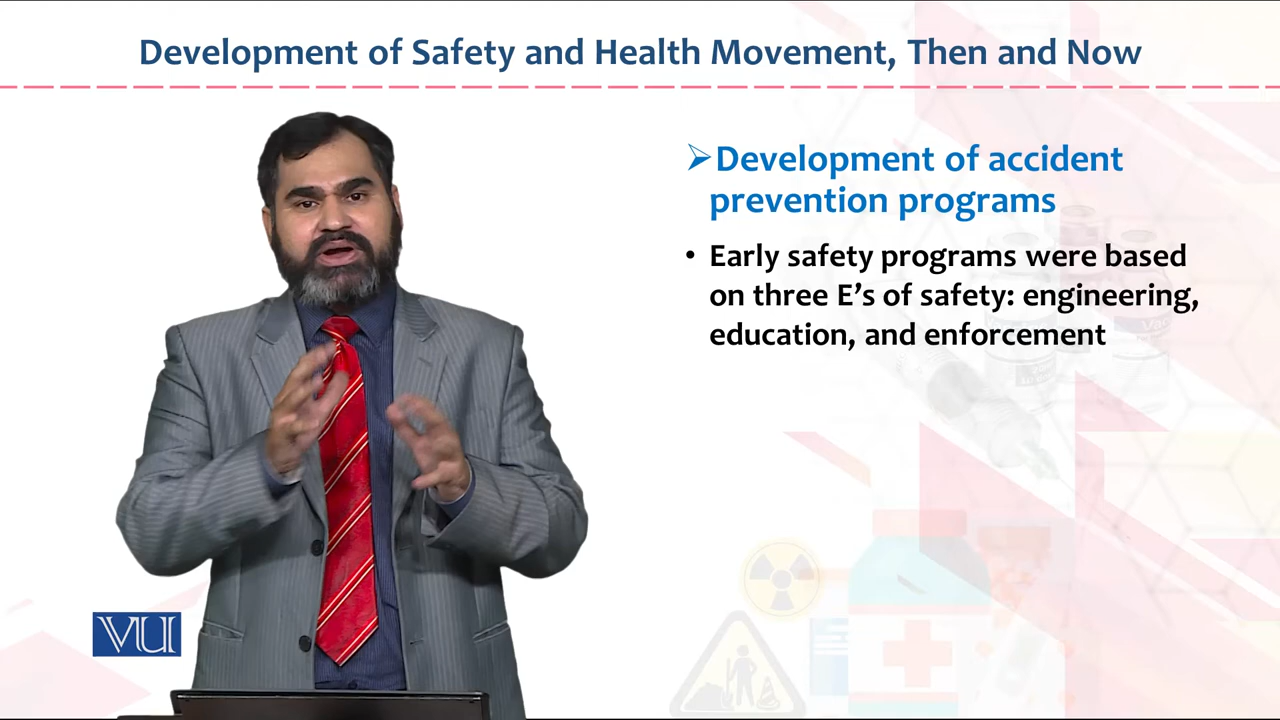 Development of Safety and Health Movement, Then and Now
➢Development of accident
prevention programs
• Early safety programs were based
on three E’s of safety: engineering,
education, and enforcement
VU